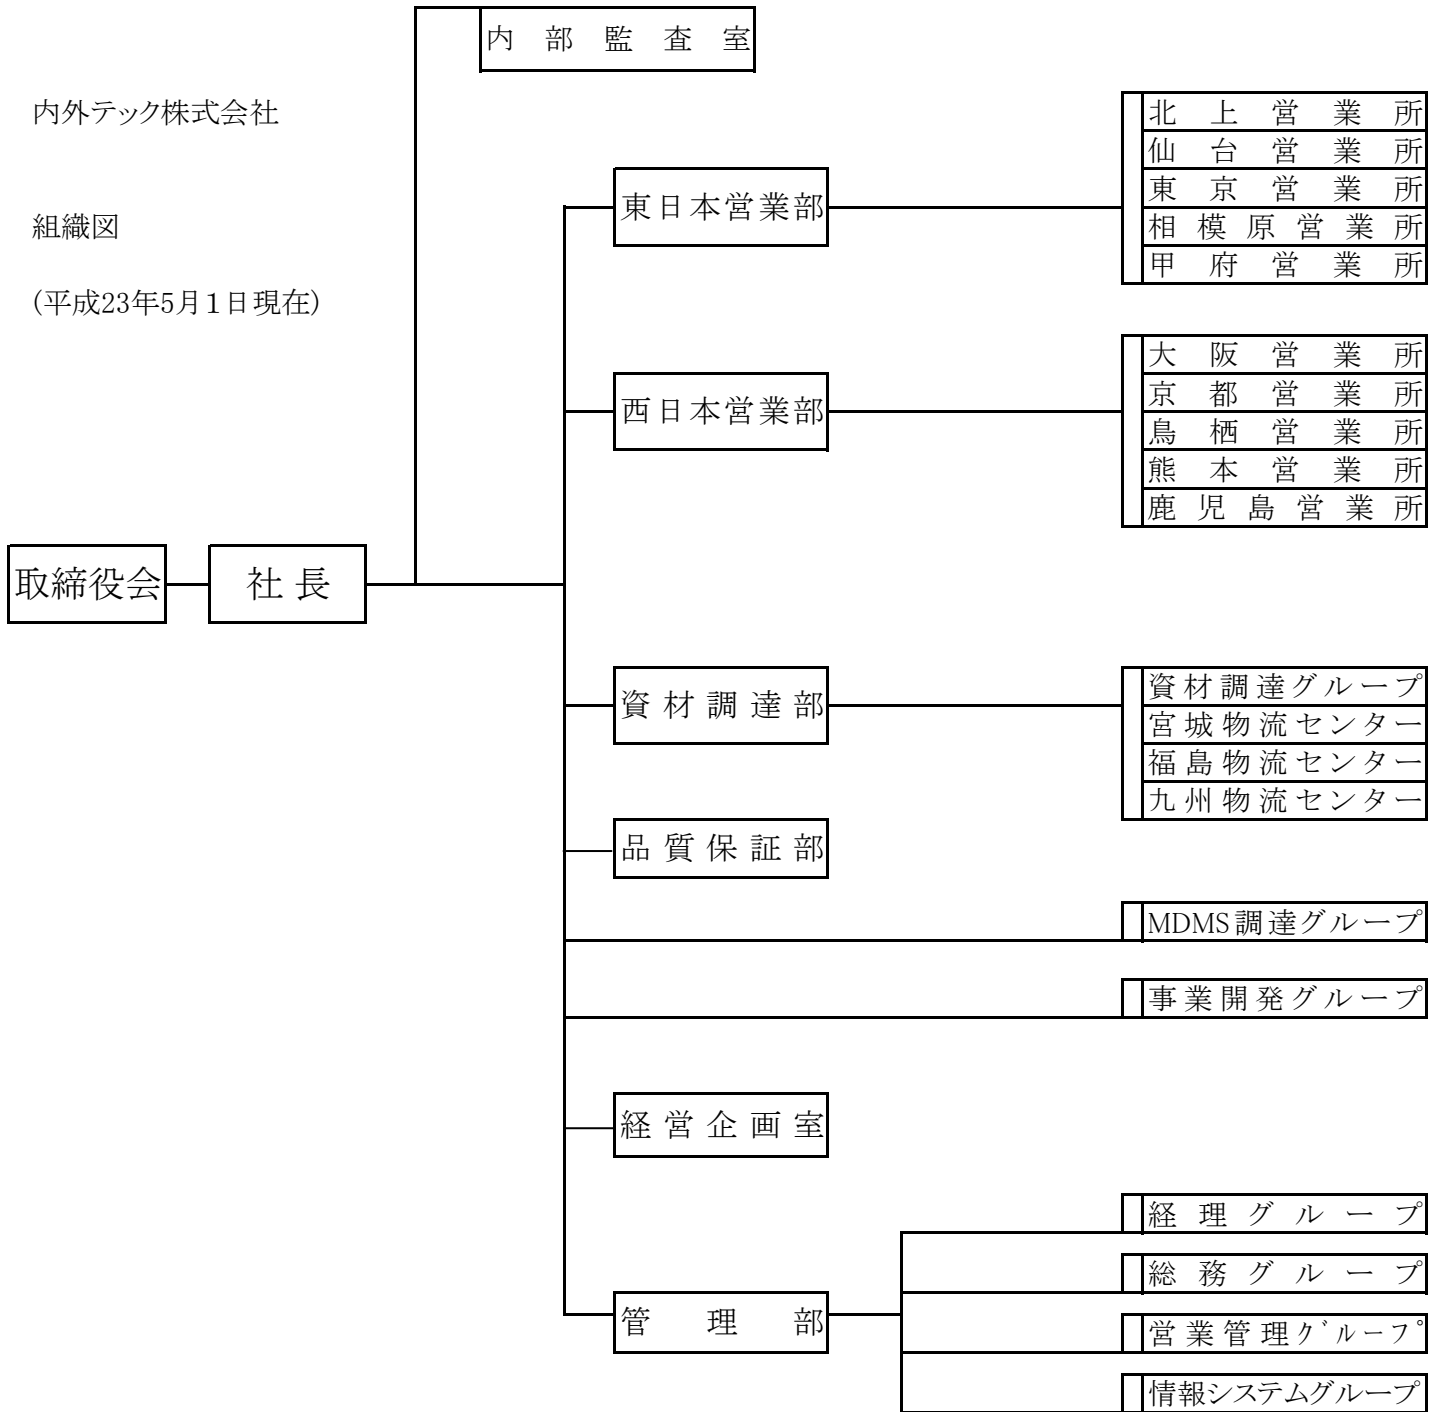 内部監査室
内外テック株式会社
組織図
(平成23年5月１日現在)
東日本営業部
北上営業所
仙台営業所
東京営業所
相模原営業所
甲府営業所
西日本営業部
大阪営業所
京都営業所
鳥栖営業所
熊本営業所
鹿児島営業所
取締役会
社長
資材調達部
資材調達グループ
宮城物流センター
福島物流センター
九州物流センター
品質保証部
MDMS調達グループ
事業開発グループ
経営企画室
管理部
経理グループ
総務グループ
営業管理ｸﾞﾙｰﾌﾟ
情報システムグループ